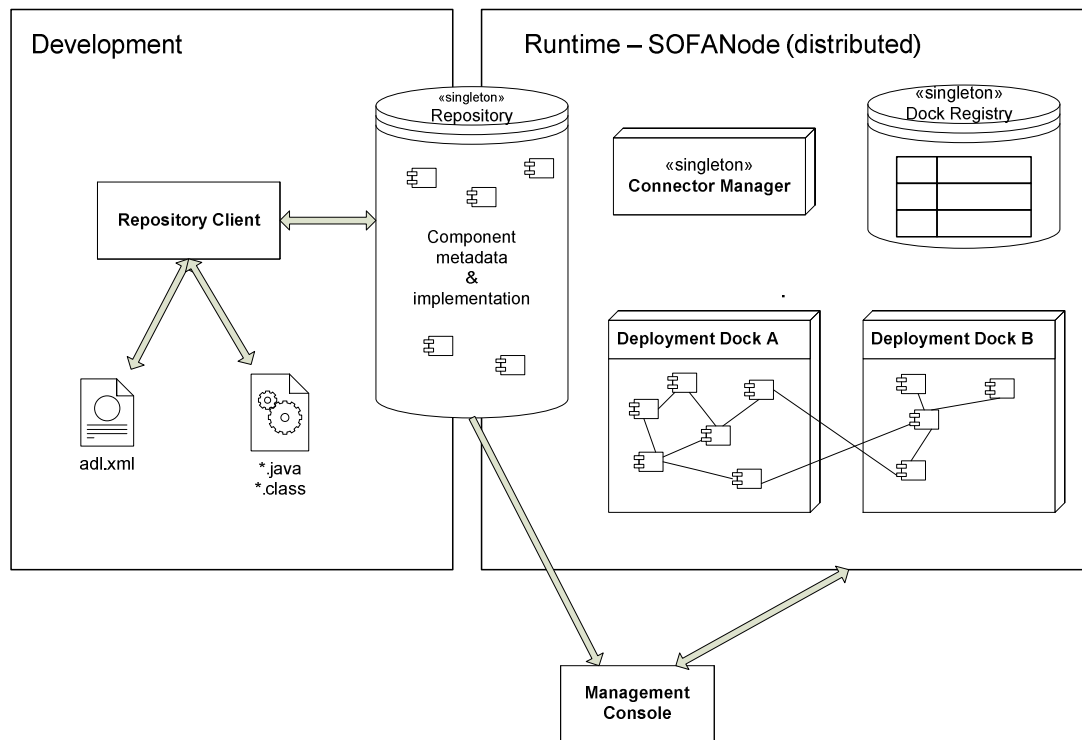 Development
Runtime – SOFANode (distributed)
«singleton»
Repository
«singleton»
Dock Registry
«singleton»
Connector Manager
Repository Client
Component
metadata
&
implementation
Deployment Dock A
Deployment Dock B
adl.xml
*.java
*.class
Management
Console